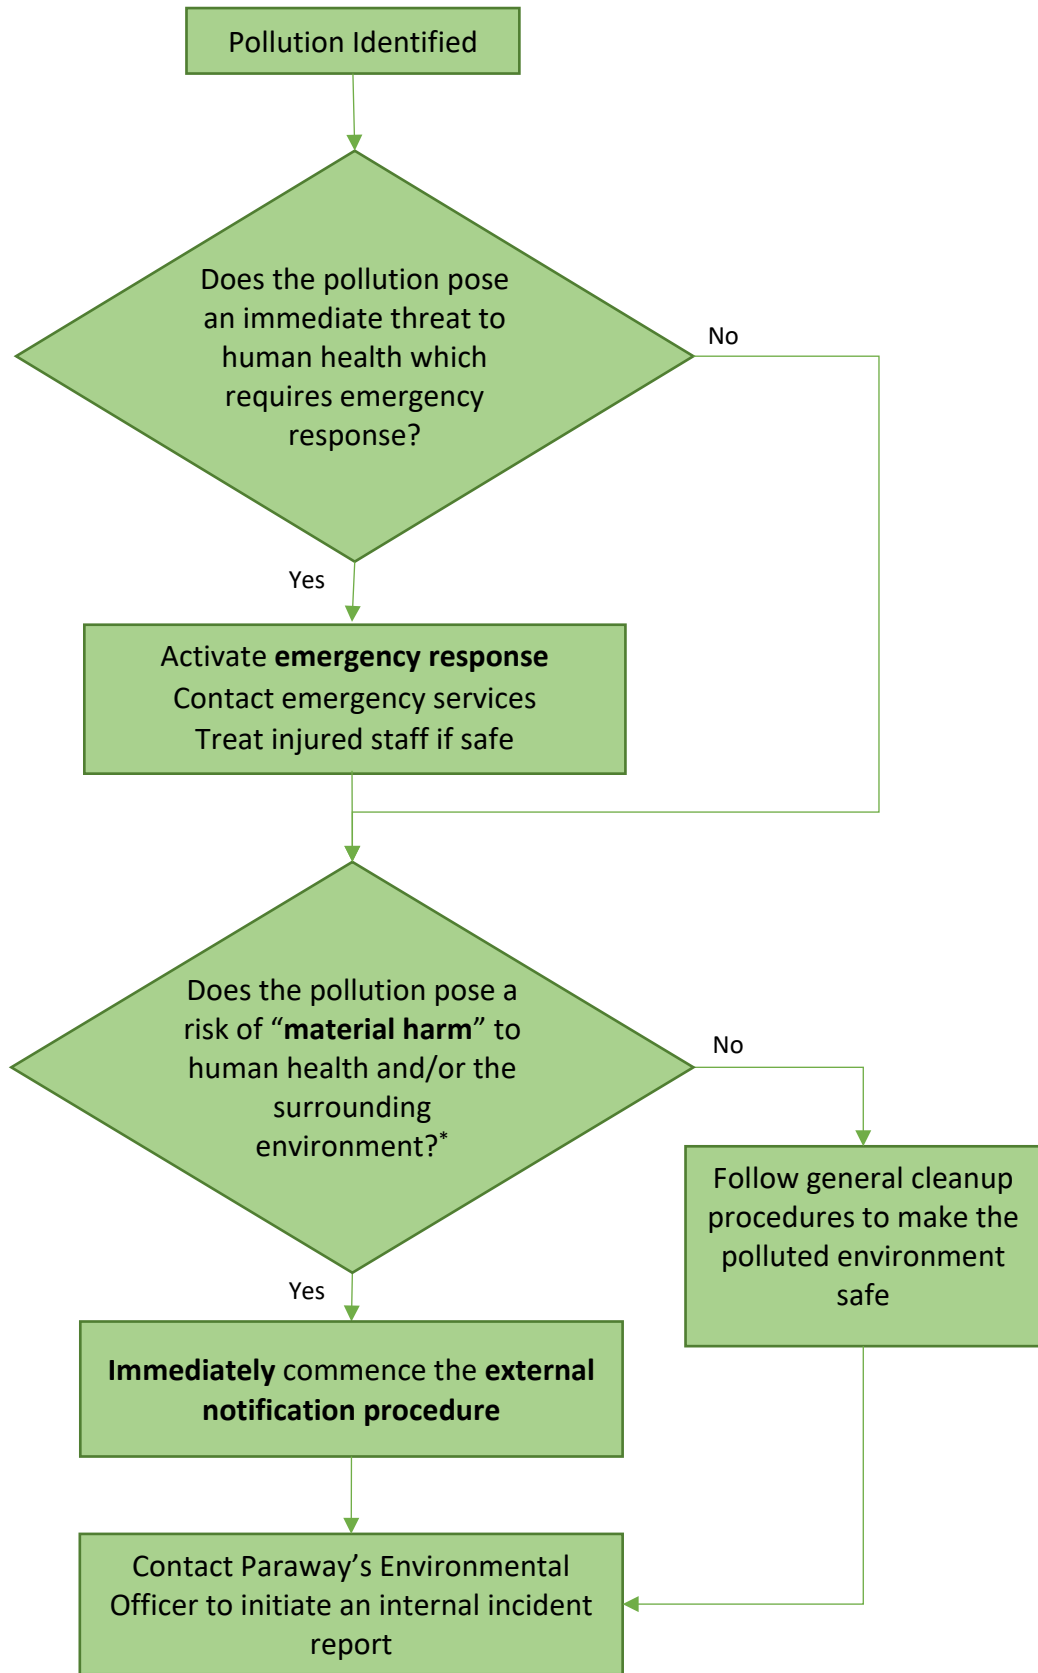 Pollution Identified
Does the pollution pose
an immediate threat to
human health which
requires emergency
response?
No
Yes
Activate emergency response
Contact emergency services
Treat injured staff if safe
Does the pollution pose a
risk of “material harm” to
human health and/or the
surrounding
environment?*
No
Follow general cleanup
procedures to make the
polluted environment
safe
Yes
Immediately commence the external
notification procedure
Contact Paraway’s Environmental
Officer to initiate an internal incident
report